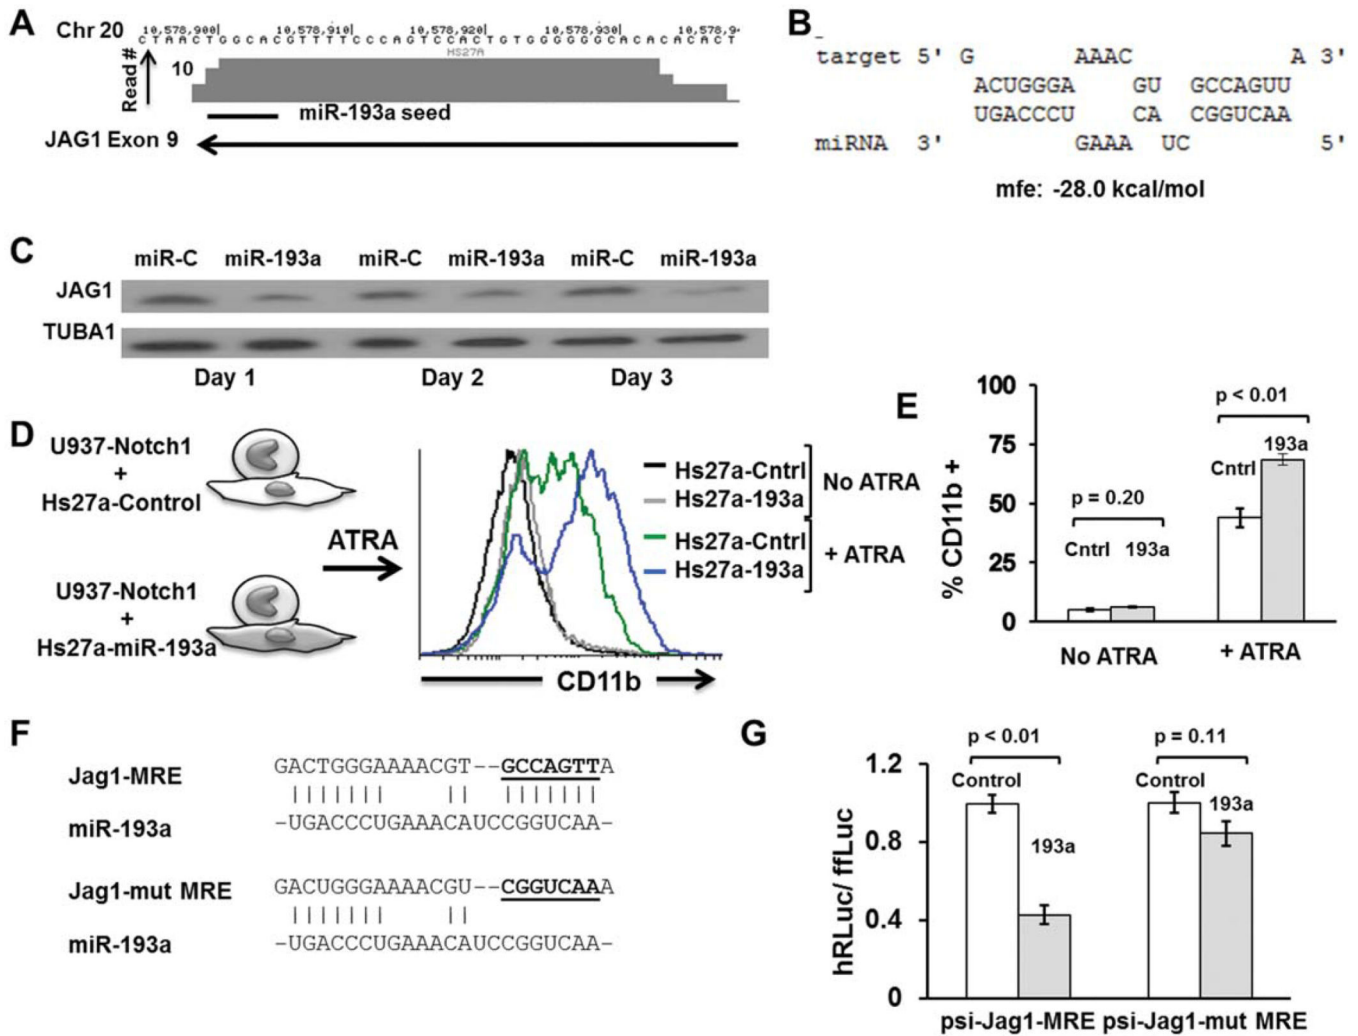 A
Chr 20
10,578,900|
10,578,910|
10,578,920|
10,578,930|
10,578,9
CTAACTGGCACGTTTTCCCAGTCCACTGTGGGGGGGCACACACACACT
HS27A
Read #
10
miR-193a seed
JAG1 Exon 9
B
target 5' G AAAC A 3'
ACUGGGA GU GCCAGUU
UGACCCU CA CGGUCAA
miRNA 3' GAAA UC 5'
mfe: -28.0 kcal/mol
C
miR-C miR-193a miR-C miR-193a miR-C miR-193a
JAG1
TUBA1
Day 1 Day 2 Day 3
D
U937-Notch1
+
Hs27a-Control
U937-Notch1
+
Hs27a-miR-193a
ATRA
Hs27a-Cntrl
Hs27a-193a
No ATRA
Hs27a-Cntrl
Hs27a-193a
+ ATRA
CD11b
E
% CD11b +
100
75
50
25
0
p = 0.20
Cntrl 193a
p < 0.01
Cntrl
193a
No ATRA
+ ATRA
F
Jag1-MRE GACTGGGAAAACGT--GCCAGTTA
miR-193a -UGACCCUGAAACAUCCGGUCAA-
Jag1-mut MRE GACUGGGAAAACGU--CGGUCAAA
miR-193a -UGACCCUGAAACAUCCGGUCAA-
G
hRLuc/ ffLuc
1.2
0.8
0.4
0
p < 0.01
Control
193a
p = 0.11
Control
193a
psi-Jag1-MRE psi-Jag1-mut MRE